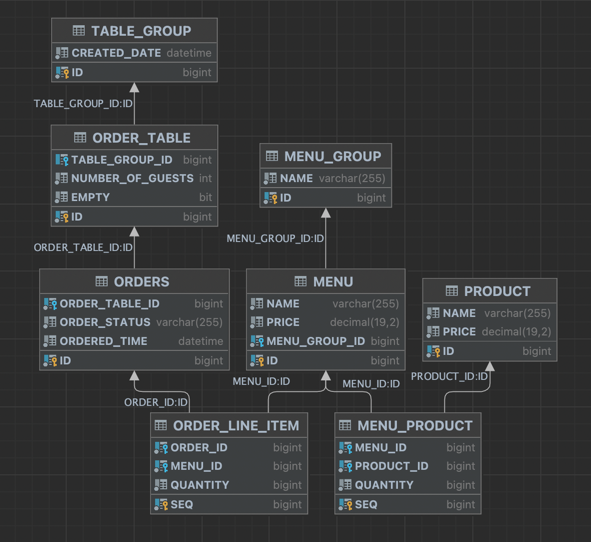 TABLE_GROUP
CREATED_DATE datetime
ID bigint
TABLE_GROUP_ID:ID
ORDER_TABLE
TABLE_GROUP_ID bigint
NUMBER_OF_GUESTS int
EMPTY bit
ID bigint
MENU_GROUP
NAME varchar(255)
ID bigint
ORDER_TABLE_ID:ID
MENU_GROUP_ID:ID
ORDERS
ORDER_TABLE_ID bigint
ORDER_STATUS varchar(255)
ORDERED_TIME datetime
ID bigint
MENU
NAME varchar(255)
PRICE decimal(19,2)
MENU_GROUP_ID bigint
ID bigint
PRODUCT
NAME varchar(255)
PRICE decimal(19,2)
ID bigint
ORDER_ID:ID
MENU_ID:ID
MENU_ID:ID
PRODUCT_ID:ID
ORDER_LINE_ITEM
ORDER_ID bigint
MENU_ID bigint
QUANTITY bigint
SEQ bigint
MENU_PRODUCT
MENU_ID bigint
PRODUCT_ID bigint
QUANTITY bigint
SEQ bigint